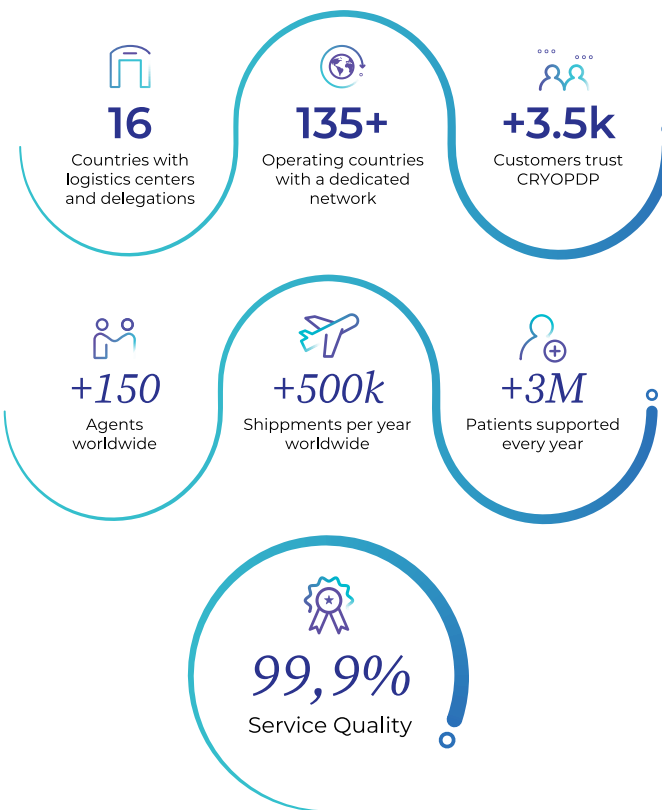 16
Countries with
logistics centers
and delegations
135+
Operating countries
with a dedicated
network
+3.5k
Customers trust
CRYOPDP
+150
Agents
worldwide
+500k
Shippments per year
worldwide
+3M
Patients supported
every year
99,9%
Service Quality